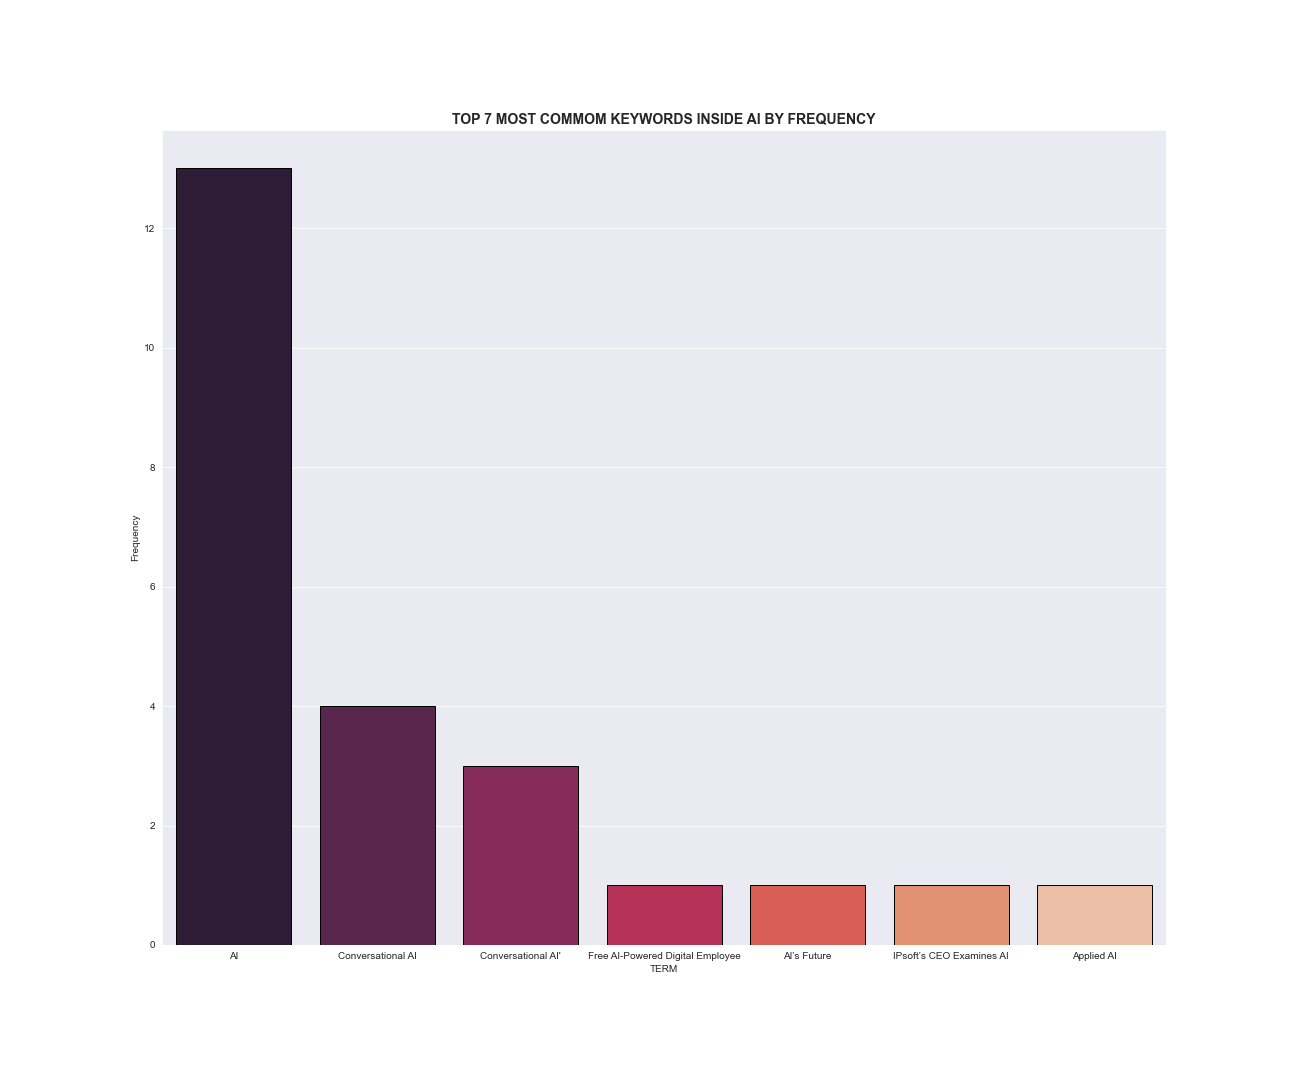 TOP 7 MOST COMMOM KEYWORDS INSIDE AI BY FREQUENCY
12
10
8
6
4
2
0
Frequency
AI
Conversational AI
Conversational AI'
Free AI-Powered Digital Employee
AI's Future
IPsoft's CEO Examines AI
Applied AI
TERM